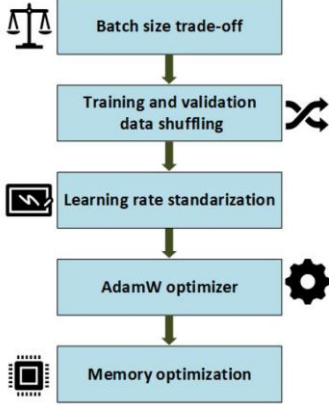 Batch size trade-off
Training and validation
data shuffling
Learning rate standarization
AdamW optimizer
Memory optimization